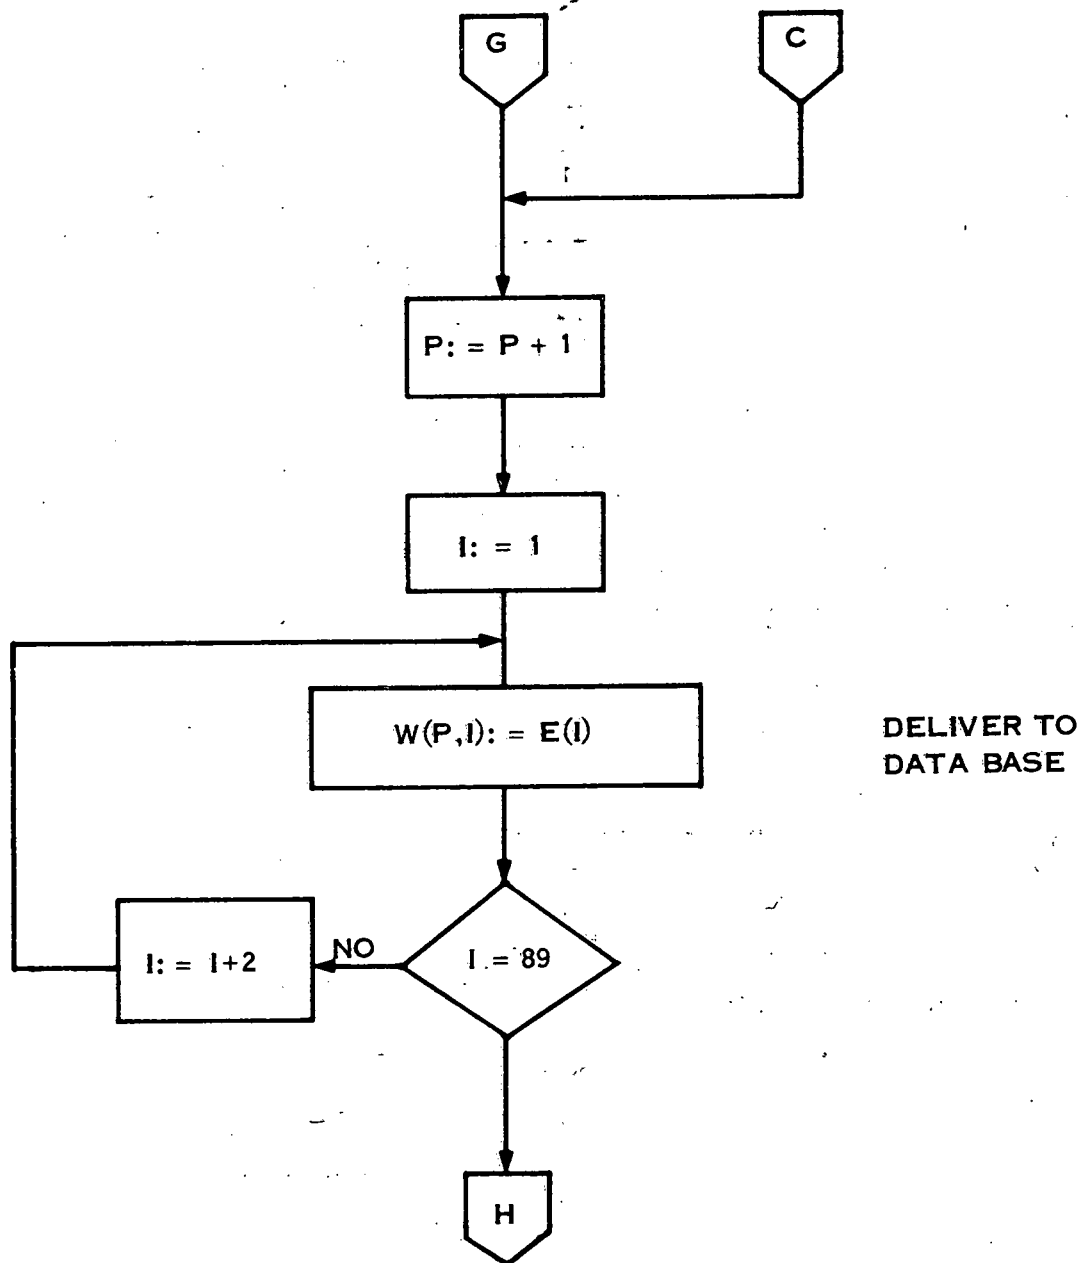 G
C
P: = P + 1
I: = 1
W(P,I): = E(I)
DELIVER TO
DATA BASE
I: = I+2
NO
I = 89
H